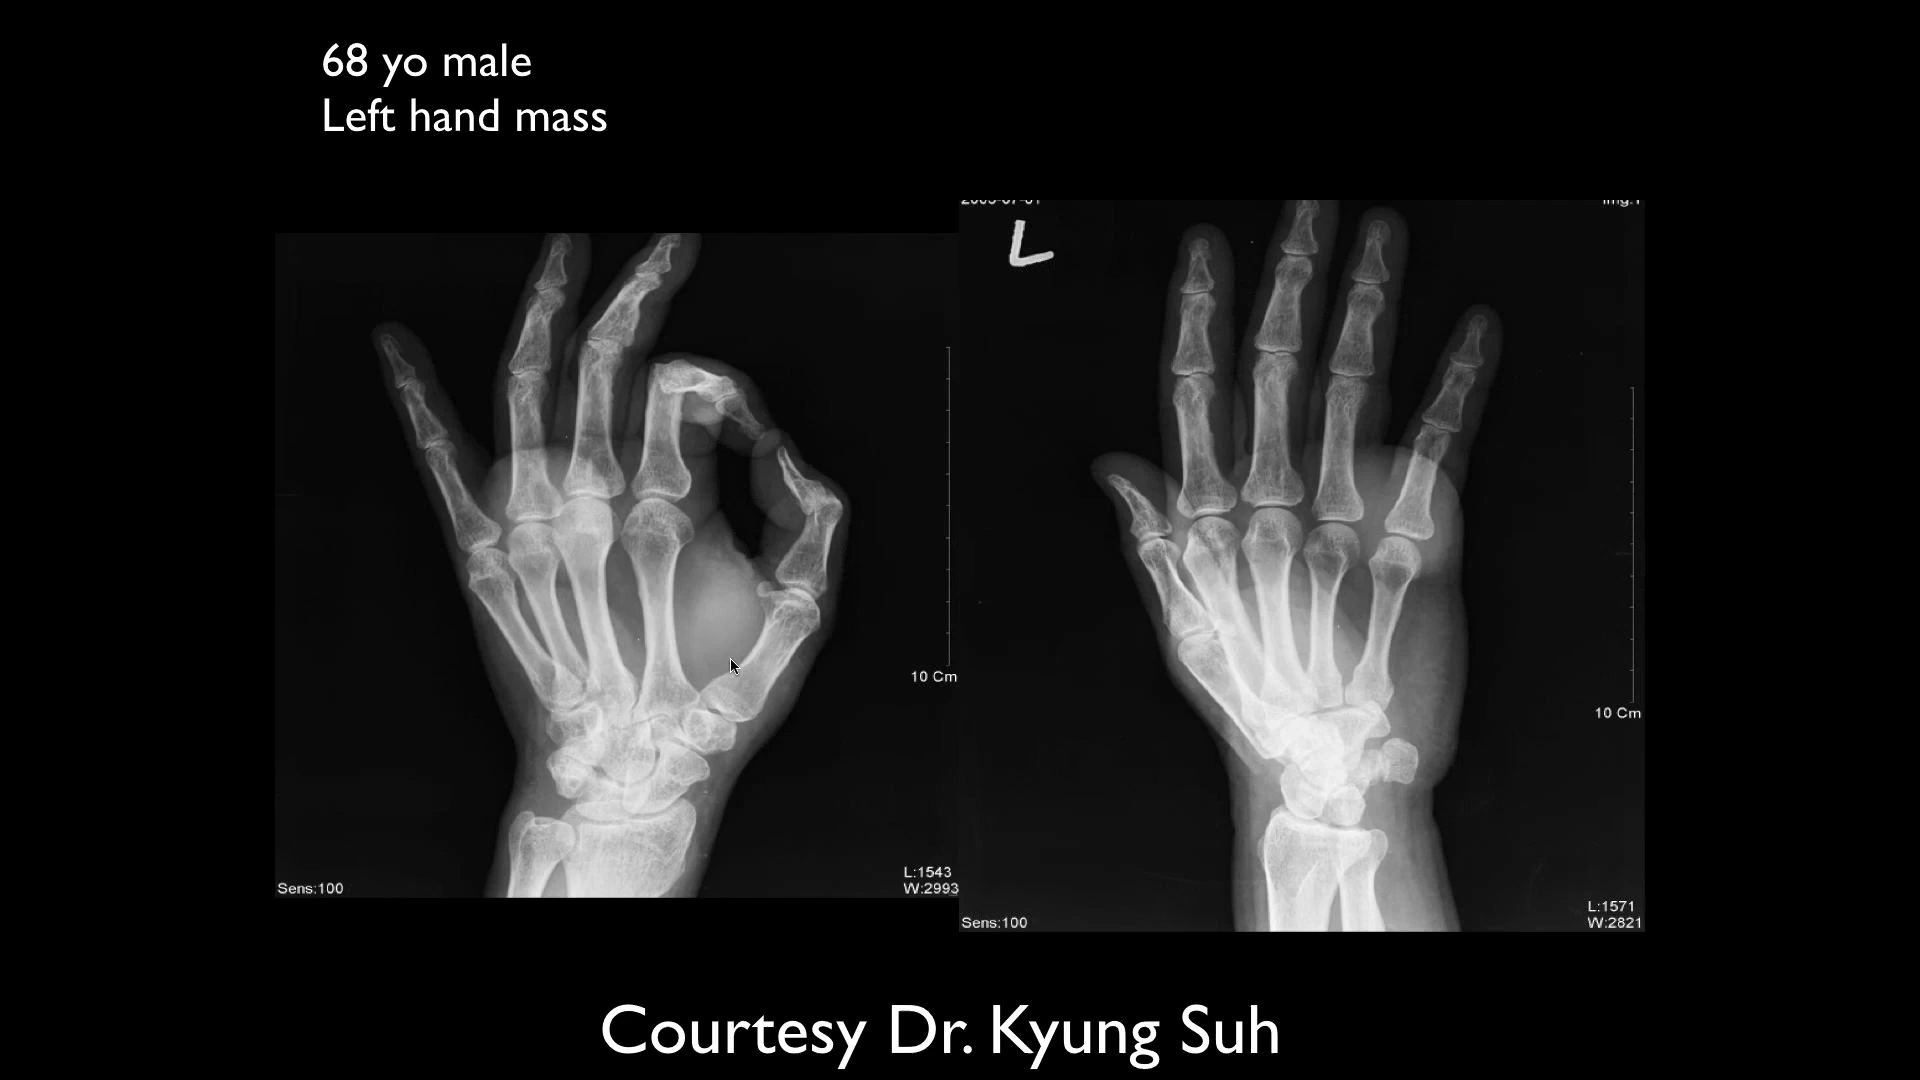 68 yo male
Left hand mass
L
10 Cm
10 Cm
L:1543
W:2993
Sens:100
L:1571
W:2821
Sens:100
Courtesy Dr. Kyung Suh